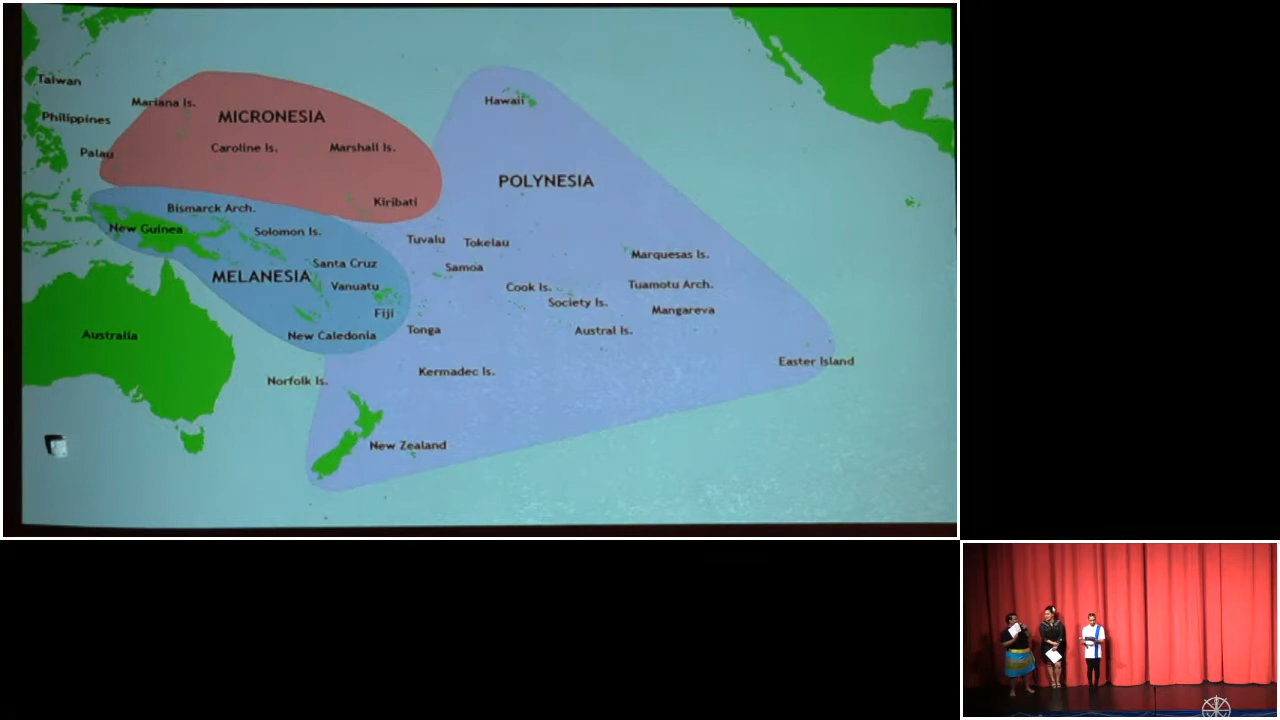 Taiwan
Mariana Is.
Hawaii
MICRONESIA
Philippines
Caroline Is.
Marshall Is.
Palau
POLYNESIA
Kiribati
Bismarck Arch.
New Guinea
Solomon Is.
Tuvalu
Tokelau
Marquesas Is.
Santa Cruz
Samoa
MELANESIA
Vanuatu
Cook Is.
Tuamotu Arch.
Society Is.
Fiji
Mangareva
Australia
New Caledonia
Tonga
Austral Is.
Easter Island
Norfolk Is.
Kermadec Is.
New Zealand